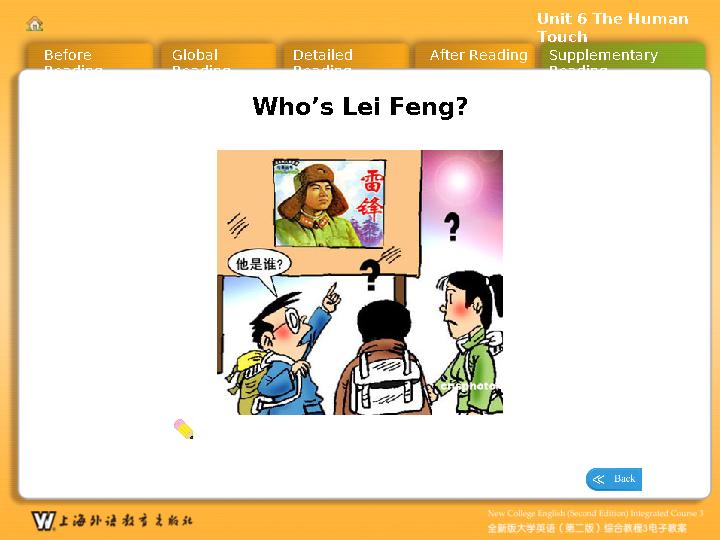 Unit 6 The Human
Touch
Before
Reading
Global
Reading
Detailed
Reading
After Reading
Supplementary
Reading
Who’s Lei Feng?
雷
锋
?
他是谁?
?
cnsphoto
Back
上海外语教育出版社
New College English (Second Edition) Integrated Course 3
全新版大学英语（第二版）综合教程3电子教案